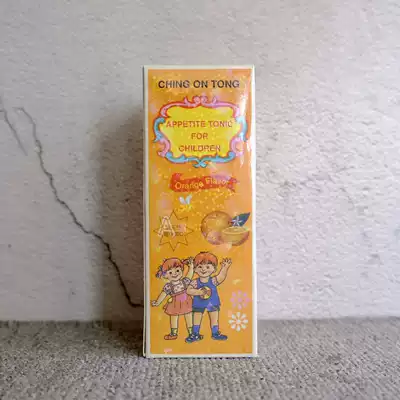 CHING ON TONG
APPETITE TONIC
FOR
CHILDREN
Orange Flavor
A